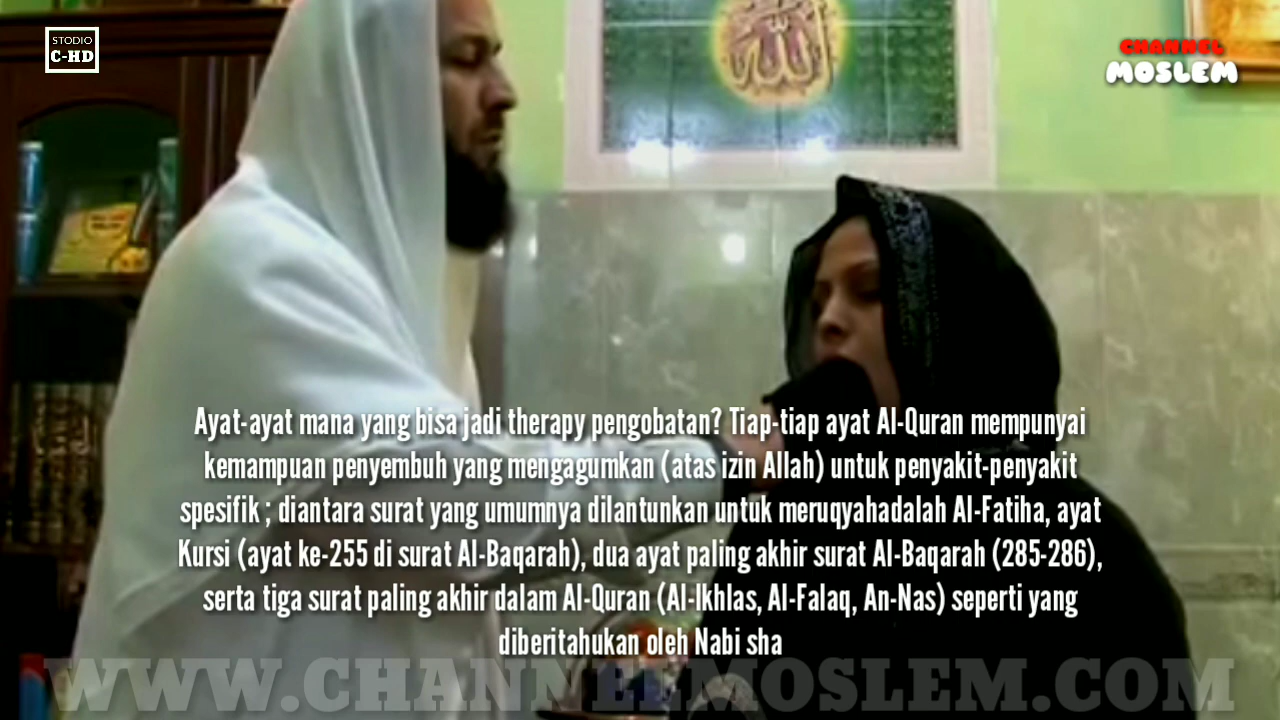 STODIO
C-HD
CHANNEL
MOSLEM
الله
Ayat-ayat mana yang bisa jadi therapy pengobatan? Tiap-tiap ayat Al-Quran mempunyai
kemampuan penyembuh yang mengagumkan (atas izin Allah) untuk penyakit-penyakit
spesifik ; diantara surat yang umumnya dilantunkan untuk meruqyahadalah Al-Fatiha, ayat
Kursi (ayat ke-255 di surat Al-Baqarah), dua ayat paling akhir surat Al-Baqarah (285-286),
serta tiga surat paling akhir dalam Al-Quran (Al-Ikhlas, Al-Falaq, An-Nas) seperti yang
diberitahukan oleh Nabi sha
WWW.CHANNELMOSLEM.COM